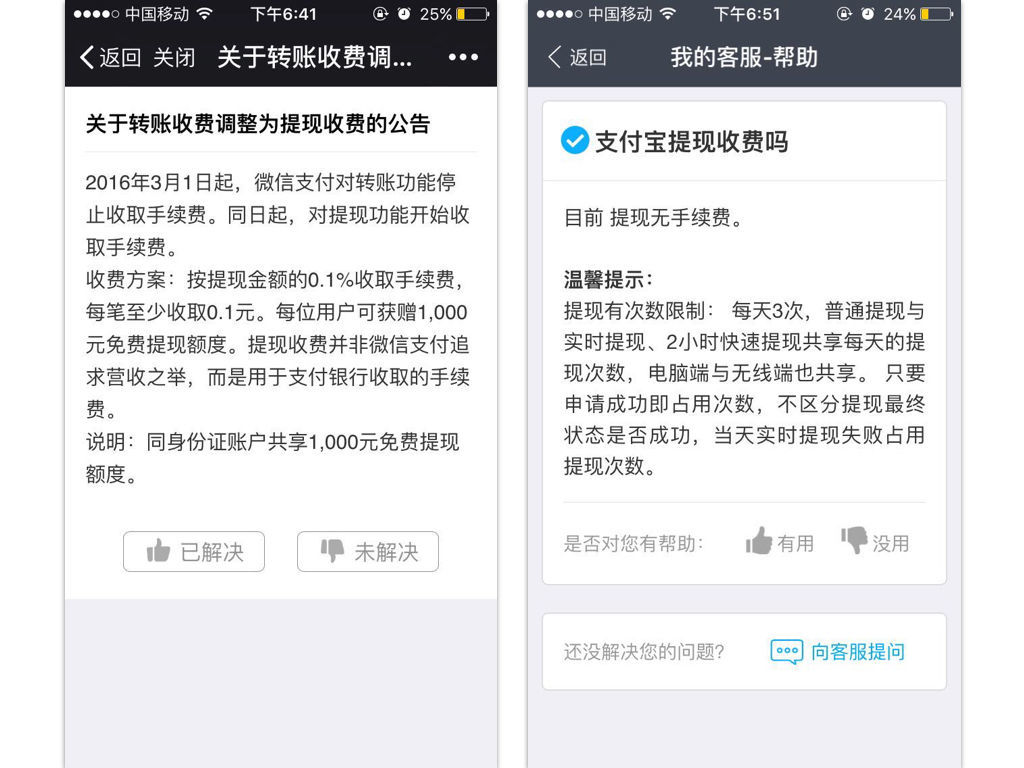 中国移动 下午6:41 25%
返回 关闭 关于转账收费调...
关于转账收费调整为提现收费的公告
2016年3月1日起，微信支付对转账功能停
止收取手续费。同日起，对提现功能开始收
取手续费。
收费方案：按提现金额的0.1%收取手续费，
每笔至少收取0.1元。每位用户可获赠1,000
元免费提现额度。提现收费并非微信支付追
求营收之举，而是用于支付银行收取的手续
费。
说明：同身份证账户共享1,000元免费提现
额度。
已解决 未解决
中国移动 下午6:51 24%
返回 我的客服-帮助
支付宝提现收费吗
目前 提现无手续费。
温馨提示：
提现有次数限制： 每天3次，普通提现与
实时提现、2小时快速提现共享每天的提
现次数，电脑端与无线端也共享。 只要
申请成功即占用次数，不区分提现最终
状态是否成功，当天实时提现失败占用
提现次数。
是否对您有帮助： 有用 没用
还没解决您的问题? 向客服提问